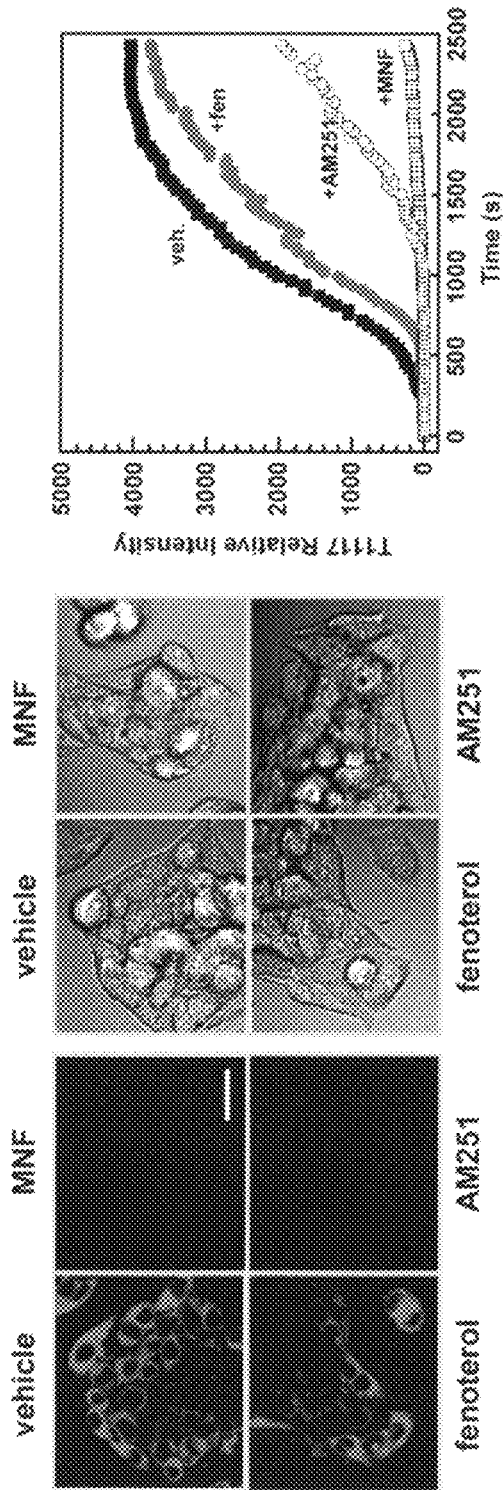 vehicle MNF
fenoterol AM251
vehicle MNF
fenoterol AM251
T1117 Relative Intensity
5000
4000
3000
2000
1000
0
veh.
+fen
+AM251
+MNF
0 500 1000 1500 2000 2500
Time (s)